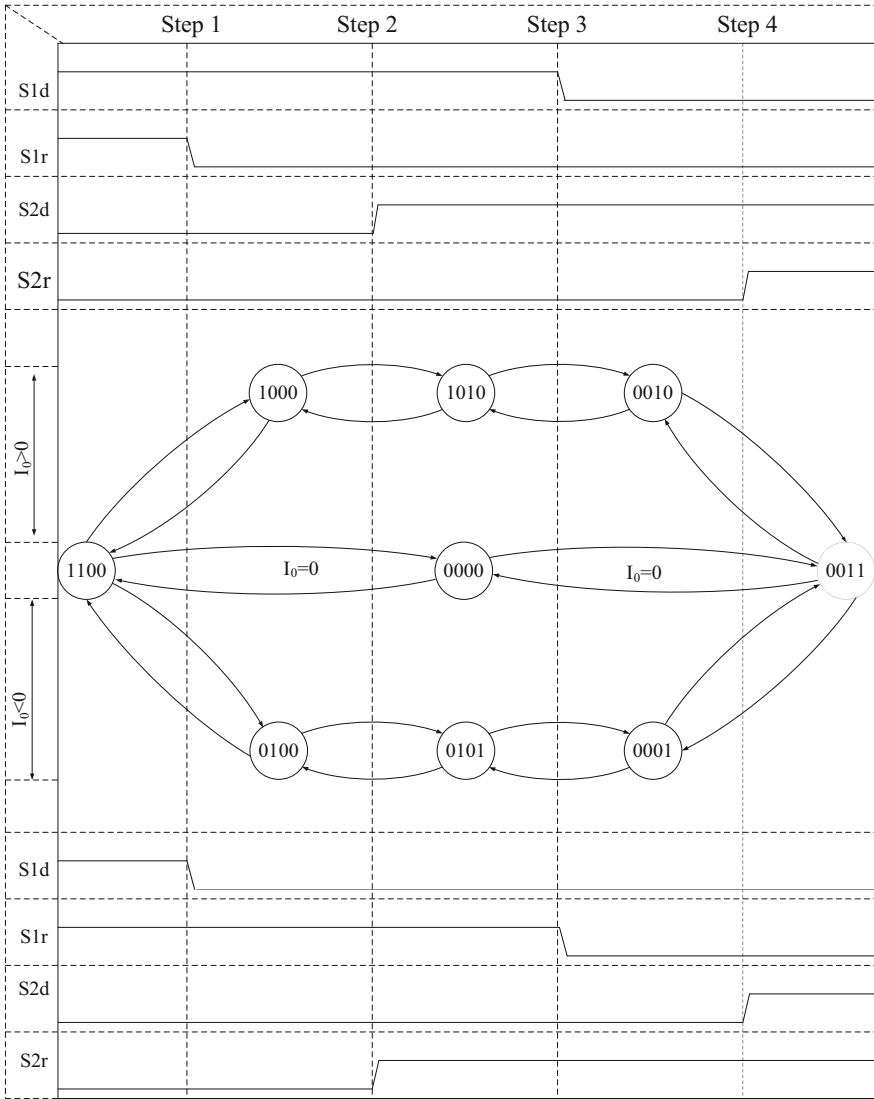 Step 1 Step 2 Step 3 Step 4
S1d
S1r
S2d
S2r
I₀>0
1000 1010 0010
1100 I₀=0 0000 I₀=0 0011
I₀<0
0100 0101 0001
S1d
S1r
S2d
S2r